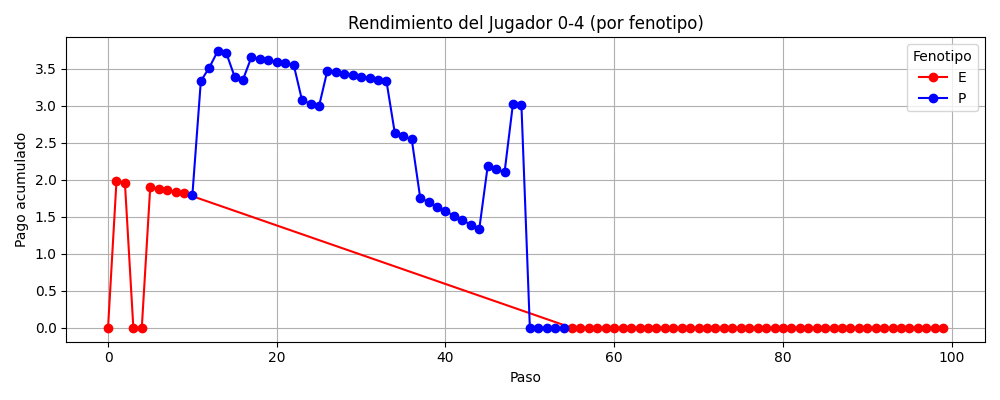 Rendimiento del Jugador 0-4 (por fenotipo)
Fenotipo
E
P
Pago acumulado
3.5
3.0
2.5
2.0
1.5
1.0
0.5
0.0
0 20 40 60 80 100
Paso